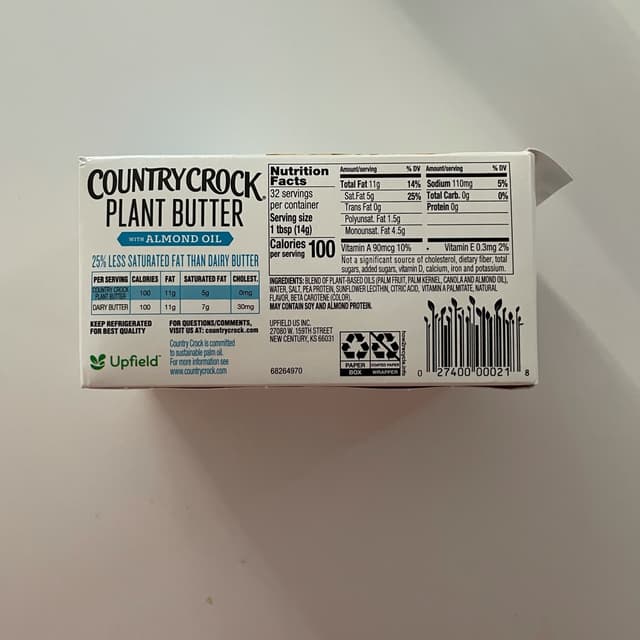 COUNTRY CROCK®
PLANT BUTTER
WITH ALMOND OIL
25% LESS SATURATED FAT THAN DAIRY BUTTER
PER SERVING CALORIES FAT SATURATED FAT CHOLEST.
COUNTRY CROCK PLANT BUTTER 100 11g 5g 0mg
DAIRY BUTTER 100 11g 7g 30mg
KEEP REFRIGERATED
FOR BEST QUALITY
FOR QUESTIONS/COMMENTS,
VISIT US AT: countrycrock.com
Country Crock is committed
to sustainable palm oil.
For more information see
www.countrycrock.com
Upfield™
Nutrition
Facts
32 servings
per container
Serving size
1 tbsp (14g)
Calories 100
per serving
Amount/serving % DV
Total Fat 11g 14%
Sat.Fat 5g 25%
Trans Fat 0g
Polyunsat. Fat 1.5g
Monounsat. Fat 4.5g
Amount/serving % DV
Sodium 110mg 5%
Total Carb. 0g 0%
Protein 0g
Vitamin A 90mcg 10% • Vitamin E 0.3mg 2%
Not a significant source of cholesterol, dietary fiber, total
sugars, added sugars, vitamin D, calcium, iron and potassium.
INGREDIENTS: BLEND OF PLANT-BASED OILS (PALM FRUIT, PALM KERNEL, CANOLA AND ALMOND OIL),
WATER, SALT, PEA PROTEIN, SUNFLOWER LECITHIN, CITRIC ACID, VITAMIN A PALMITATE, NATURAL
FLAVOR, BETA CAROTENE (COLOR).
MAY CONTAIN SOY AND ALMOND PROTEIN.
UPFIELD US INC.
27080 W. 159TH STREET
NEW CENTURY, KS 66031
68264970
PAPER
BOX
COATED PAPER
WRAPPER
how2recycle.info
0 27400 00021 8